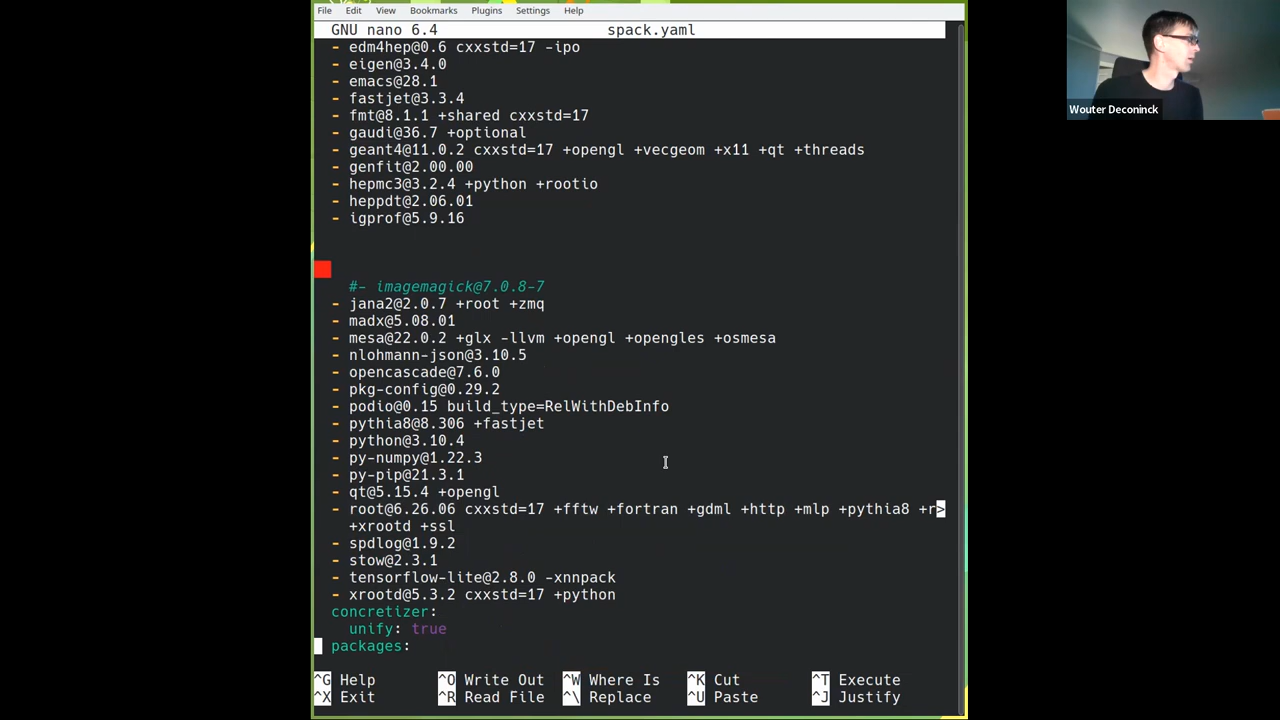 File Edit View Bookmarks Plugins Settings Help
GNU nano 6.4 spack.yaml
- edm4hep@0.6 cxxstd=17 -ipo
- eigen@3.4.0
- emacs@28.1
- fastjet@3.3.4
- fmt@8.1.1 +shared cxxstd=17
- gaudi@36.7 +optional
- geant4@11.0.2 cxxstd=17 +opengl +vecgeom +x11 +qt +threads
- genfit@2.00.00
- hepmc3@3.2.4 +python +rootio
- heppdt@2.06.01
- igprof@5.9.16
#- imagemagick@7.0.8-7
- jana2@2.0.7 +root +zmq
- madx@5.08.01
- mesa@22.0.2 +glx -llvm +opengl +opengles +osmesa
- nlohmann-json@3.10.5
- opencascade@7.6.0
- pkg-config@0.29.2
- podio@0.15 build_type=RelWithDebInfo
- pythia8@8.306 +fastjet
- python@3.10.4
- py-numpy@1.22.3
- py-pip@21.3.1
- qt@5.15.4 +opengl
- root@6.26.06 cxxstd=17 +fftw +fortran +gdml +http +mlp +pythia8 +r>
+xrootd +ssl
- spdlog@1.9.2
- stow@2.3.1
- tensorflow-lite@2.8.0 -xnnpack
- xrootd@5.3.2 cxxstd=17 +python
concretizer:
unify: true
packages:
^G Help ^O Write Out ^W Where Is ^K Cut ^T Execute
^X Exit ^R Read File ^\ Replace ^U Paste ^J Justify
Wouter Deconinck